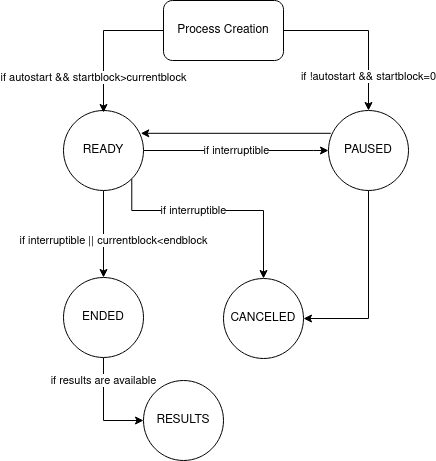 Process Creation
if autostart && startblock>currentblock
if !autostart && startblock=0
READY
if interruptible
PAUSED
if interruptible
if interruptible || currentblock<endblock
ENDED
CANCELED
if results are available
RESULTS